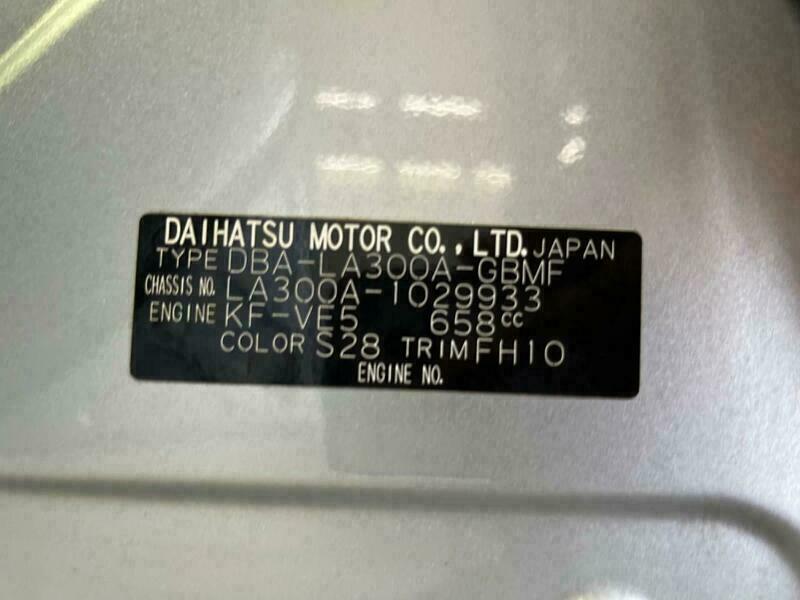 DAIHATSU MOTOR CO., LTD. JAPAN
TYPE DBA-LA300A-GBMF
CHASSIS NO. LA300A-1029933
ENGINE KF-VE5 658cc
COLOR S28 TRIM FH10
ENGINE NO.